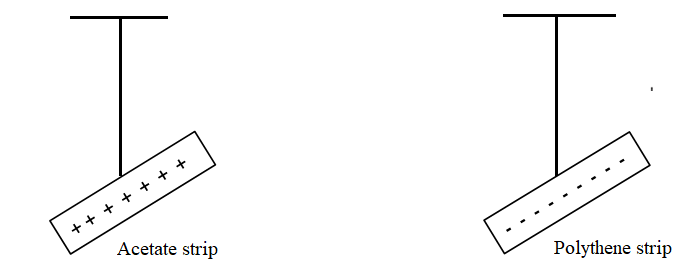 + + + + + + +
- - - - - - - - -
Acetate strip
Polythene strip